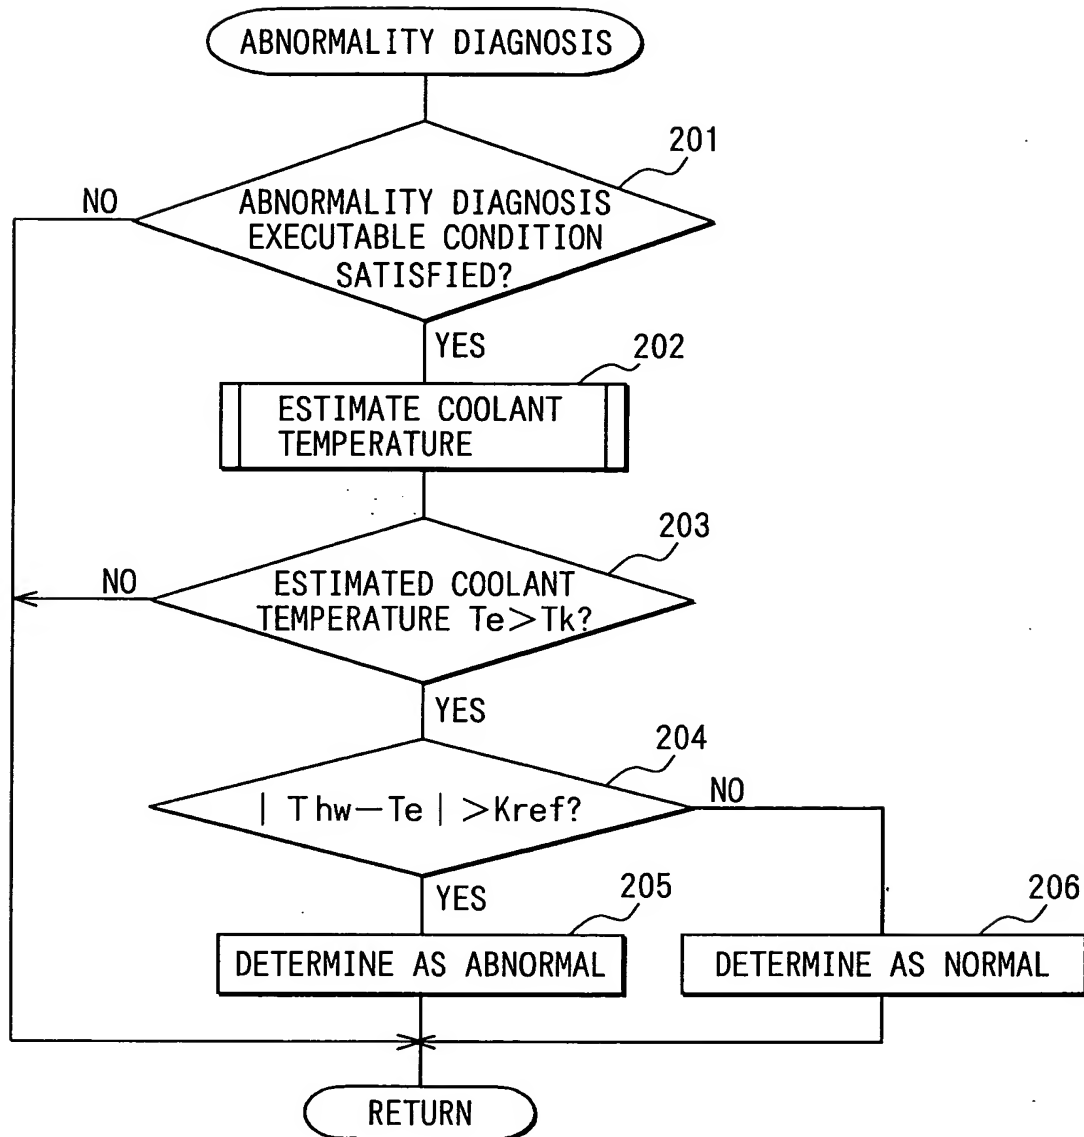 ABNORMALITY DIAGNOSIS
201
NO
ABNORMALITY DIAGNOSIS
EXECUTABLE CONDITION
SATISFIED?
YES
202
ESTIMATE COOLANT
TEMPERATURE
203
NO
ESTIMATED COOLANT
TEMPERATURE Te>Tk?
YES
204
| Thw−Te | >Kref?
NO
YES
205
206
DETERMINE AS ABNORMAL
DETERMINE AS NORMAL
RETURN